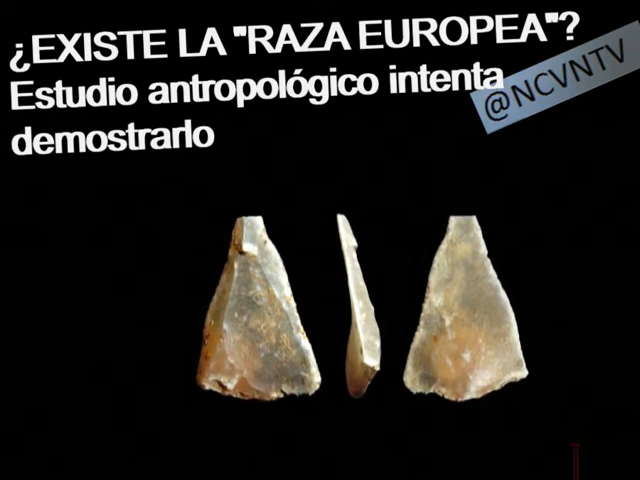 ¿EXISTE LA "RAZA EUROPEA"?
Estudio antropológico intenta
demostrarlo
@NCVNTV